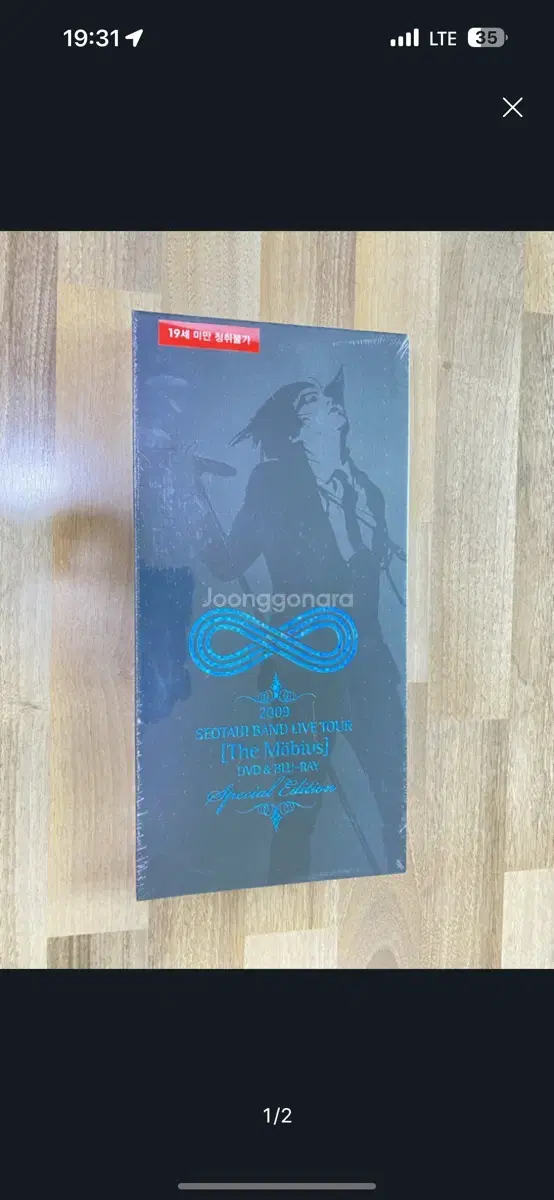 19:31
LTE
35
19세 미만 청취불가
Joonggonara
2009
SEOTAIJI BAND LIVE TOUR
[The Möbius]
DVD & BLU-RAY
Special Edition
1/2